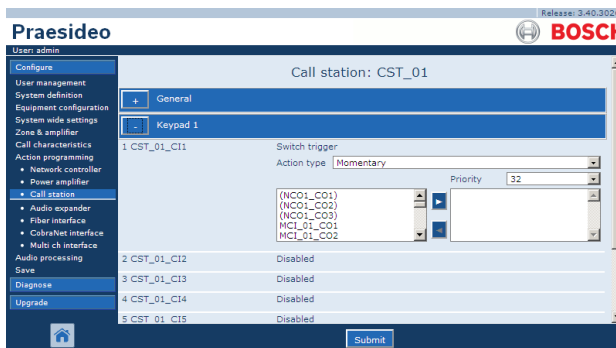 Release: 3.40.302
Praesideo
BOSCH
User: admin
Configure
User management
System definition
Equipment configuration
System wide settings
Zone & amplifier
Call characteristics
Action programming
• Network controller
• Power amplifier
• Call station
• Audio expander
• Fiber interface
• CobraNet interface
• Multi ch interface
Audio processing
Save
Diagnose
Upgrade
Call station: CST_01
+ General
- Keypad 1
1 CST_01_CI1 Switch trigger
Action type Momentary
Priority 32
(NCO1_CO1)
(NCO1_CO2)
(NCO1_CO3)
MCI_01_CO1
MCI_01_CO2
2 CST_01_CI2 Disabled
3 CST_01_CI3 Disabled
4 CST_01_CI4 Disabled
5 CST_01_CI5 Disabled
Submit